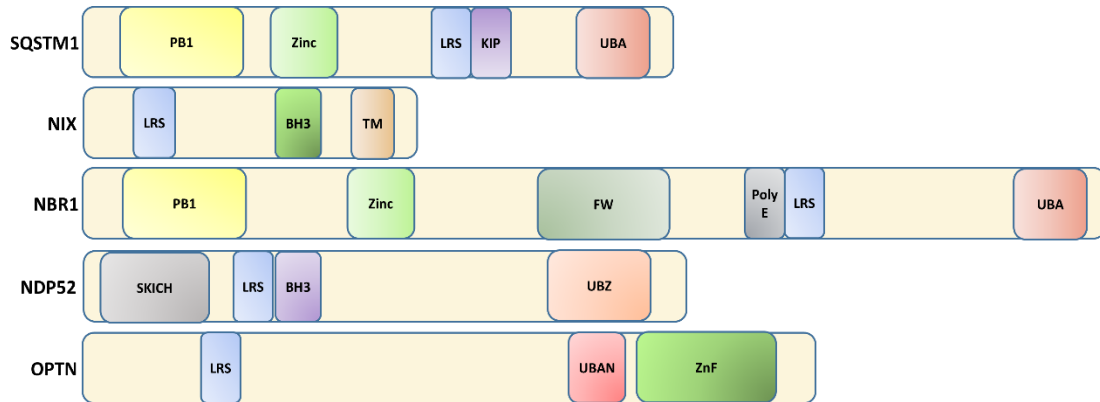 SQSTM1 PB1 Zinc LRS KIP UBA
NIX LRS BH3 TM
NBR1 PB1 Zinc FW Poly E LRS UBA
NDP52 SKICH LRS BH3 UBZ
OPTN LRS UBAN ZnF